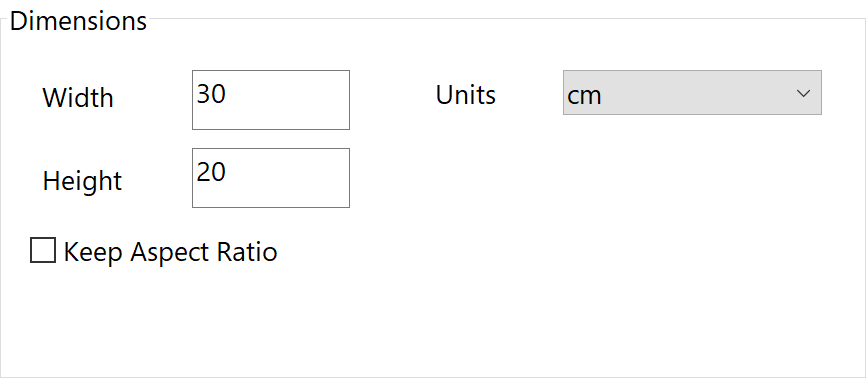 Dimensions
Width 30 Units cm
Height 20
Keep Aspect Ratio